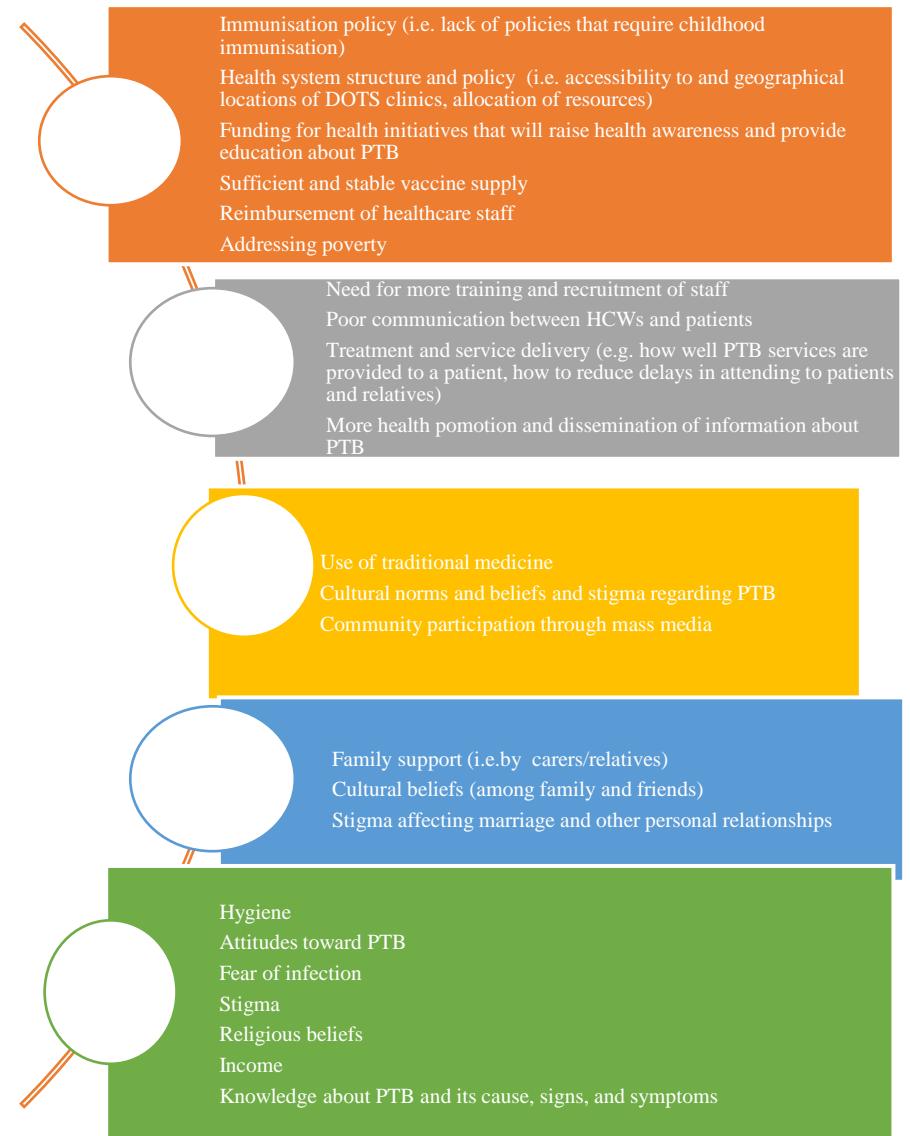 Immunisation policy (i.e. lack of policies that require childhood
immunisation)
Health system structure and policy (i.e. accessibility to and geographical
locations of DOTS clinics, allocation of resources)
Funding for health initiatives that will raise health awareness and provide
education about PTB
Sufficient and stable vaccine supply
Reimbursement of healthcare staff
Addressing poverty
Need for more training and recruitment of staff
Poor communication between HCWs and patients
Treatment and service delivery (e.g. how well PTB services are
provided to a patient, how to reduce delays in attending to patients
and relatives)
More health pomotion and dissemination of information about
PTB
Use of traditional medicine
Cultural norms and beliefs and stigma regarding PTB
Community participation through mass media
Family support (i.e.by carers/relatives)
Cultural beliefs (among family and friends)
Stigma affecting marriage and other personal relationships
Hygiene
Attitudes toward PTB
Fear of infection
Stigma
Religious beliefs
Income
Knowledge about PTB and its cause, signs, and symptoms